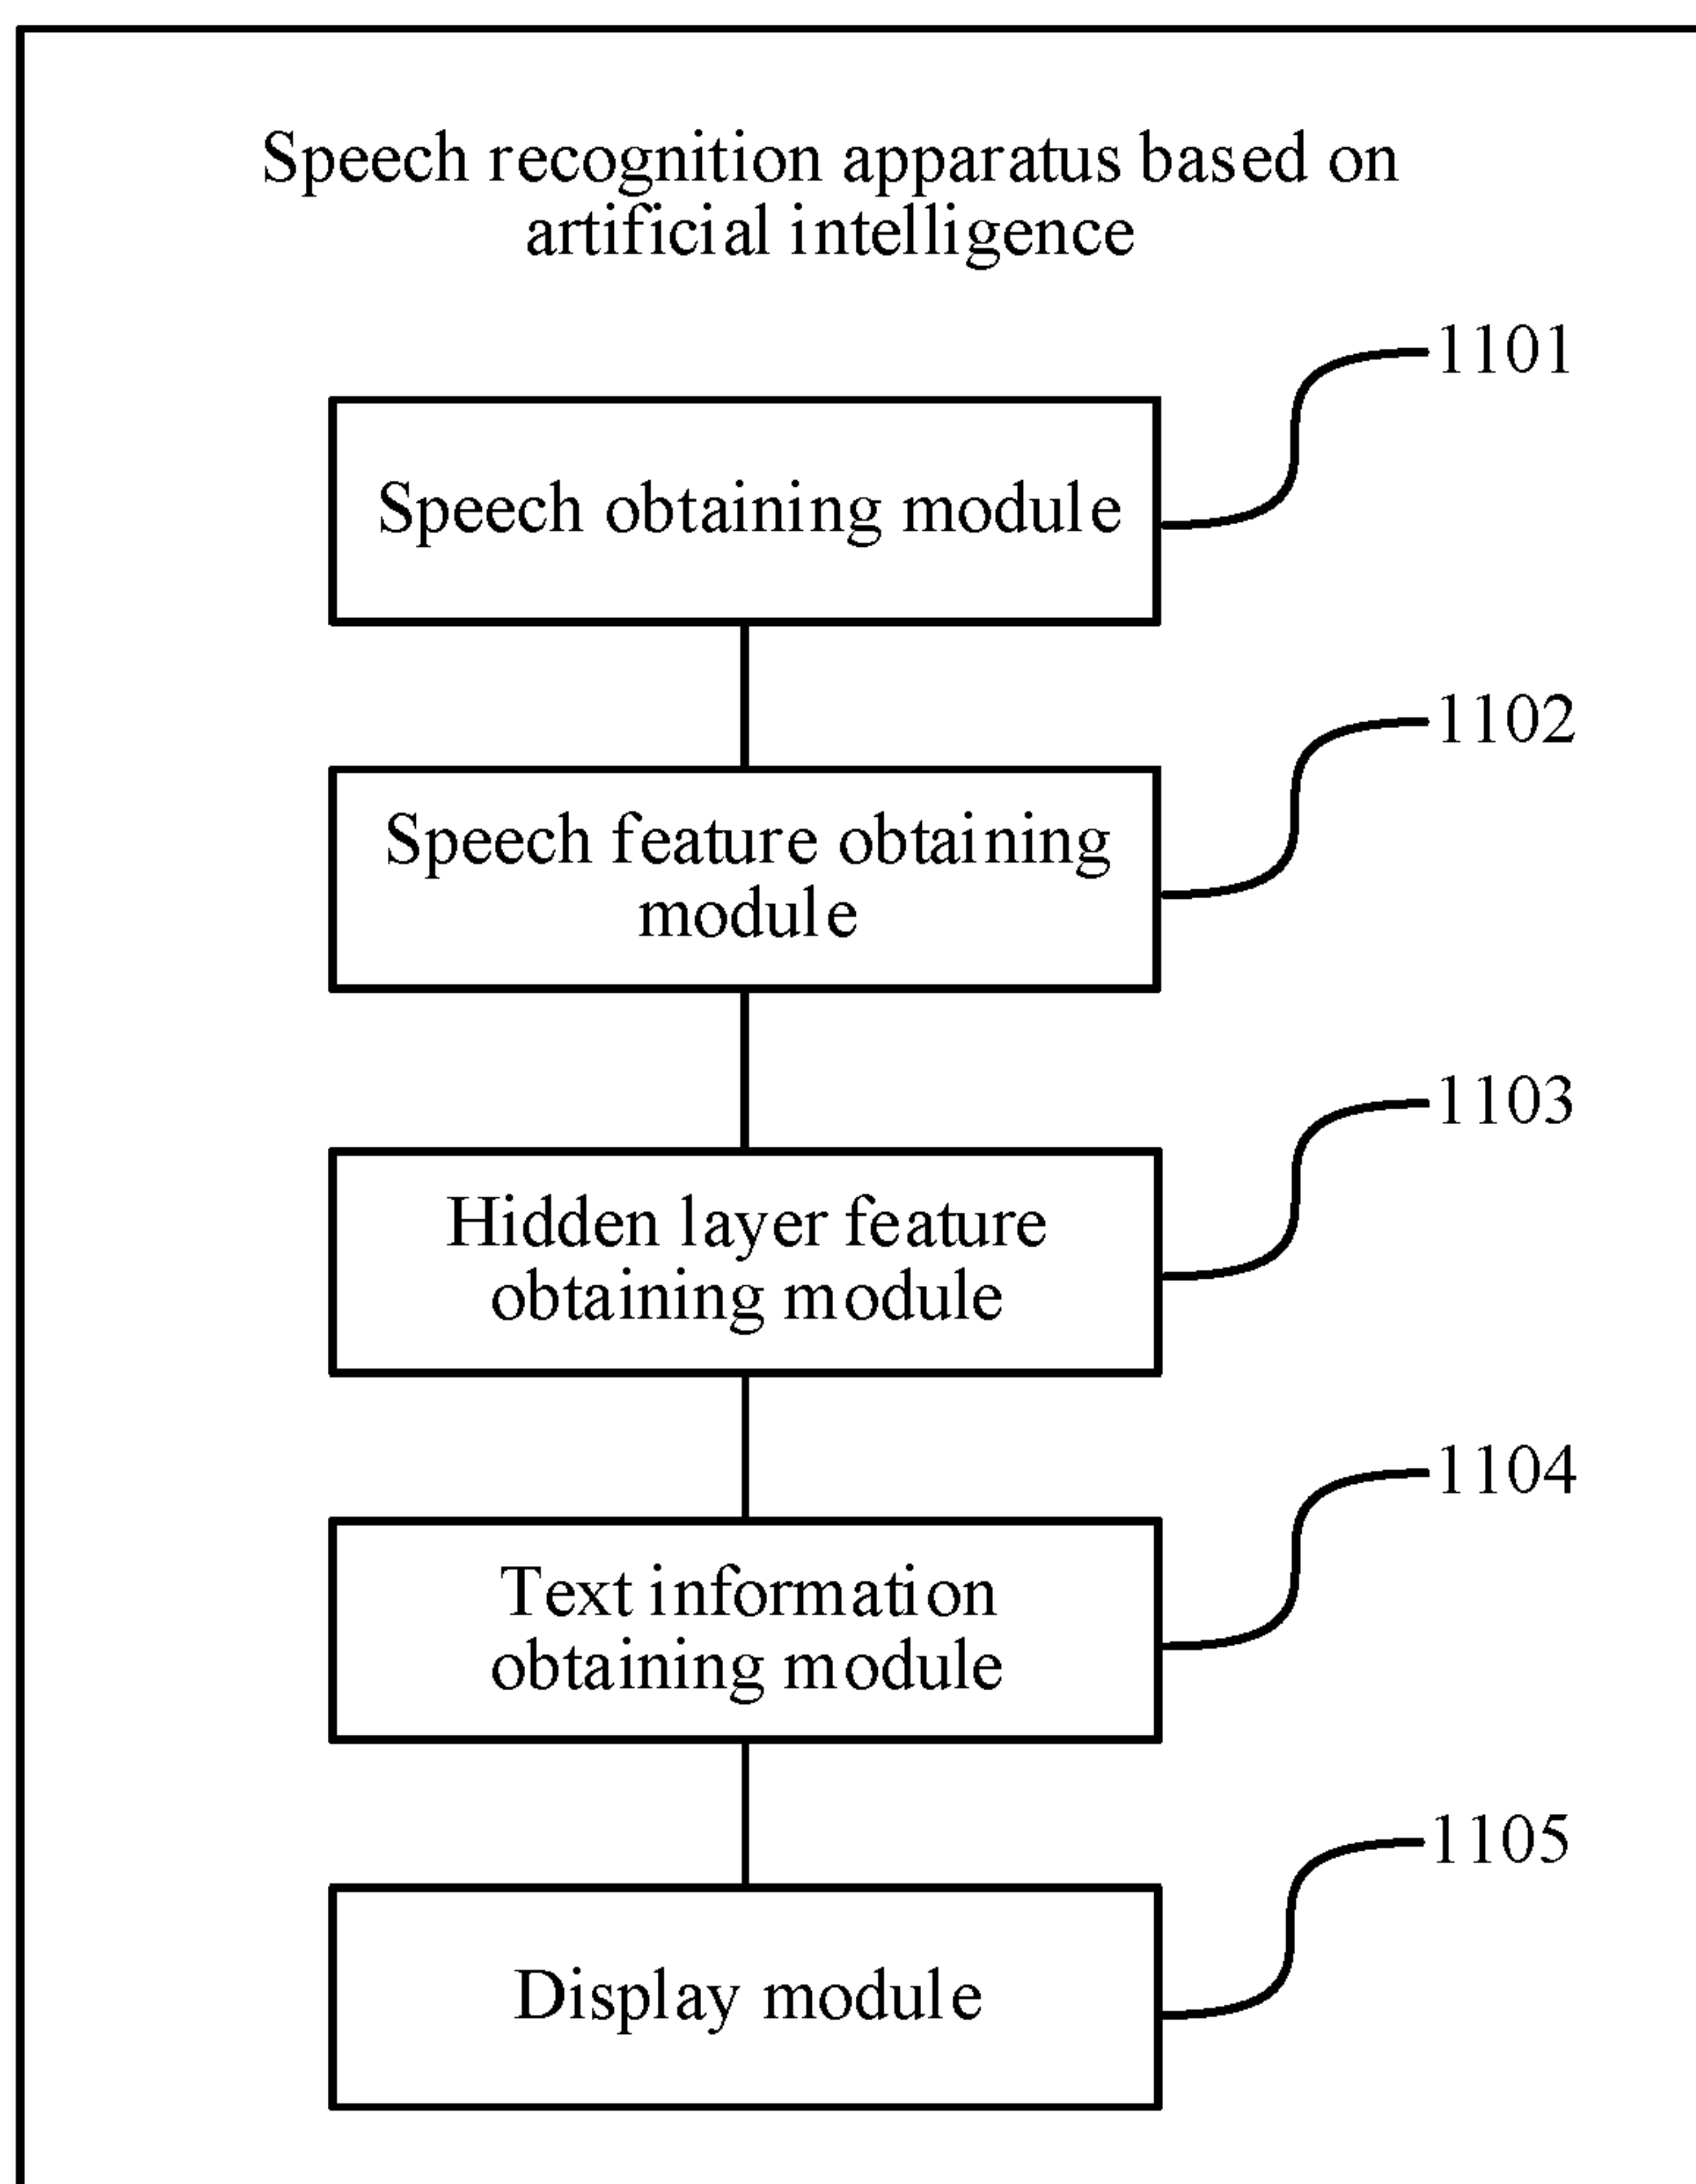 Speech recognition apparatus based on
artificial intelligence
1101
Speech obtaining module
1102
Speech feature obtaining
module
1103
Hidden layer feature
obtaining module
1104
Text information
obtaining module
1105
Display module